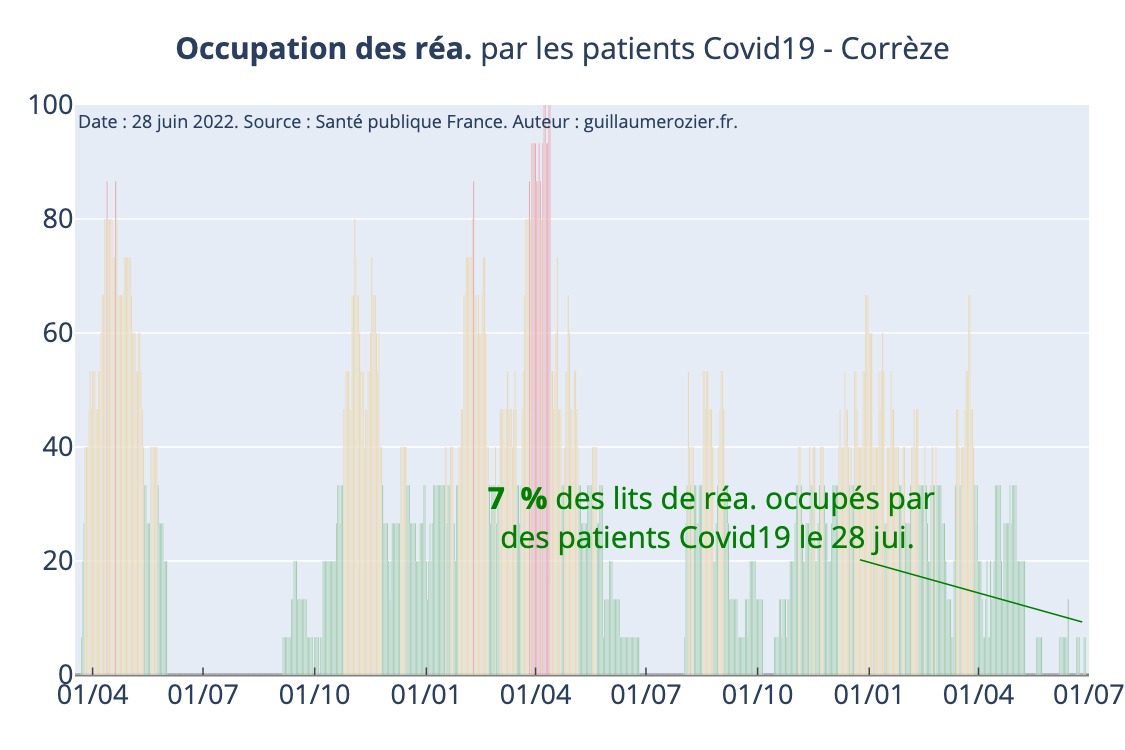 Occupation des réa. par les patients Covid19 - Corrèze
100
Date : 28 juin 2022. Source : Santé publique France. Auteur : guillaumerozier.fr.
80
60
40
7 % des lits de réa. occupés par
des patients Covid19 le 28 jui.
20
0
01/04 01/07 01/10 01/01 01/04 01/07 01/10 01/01 01/04 01/07